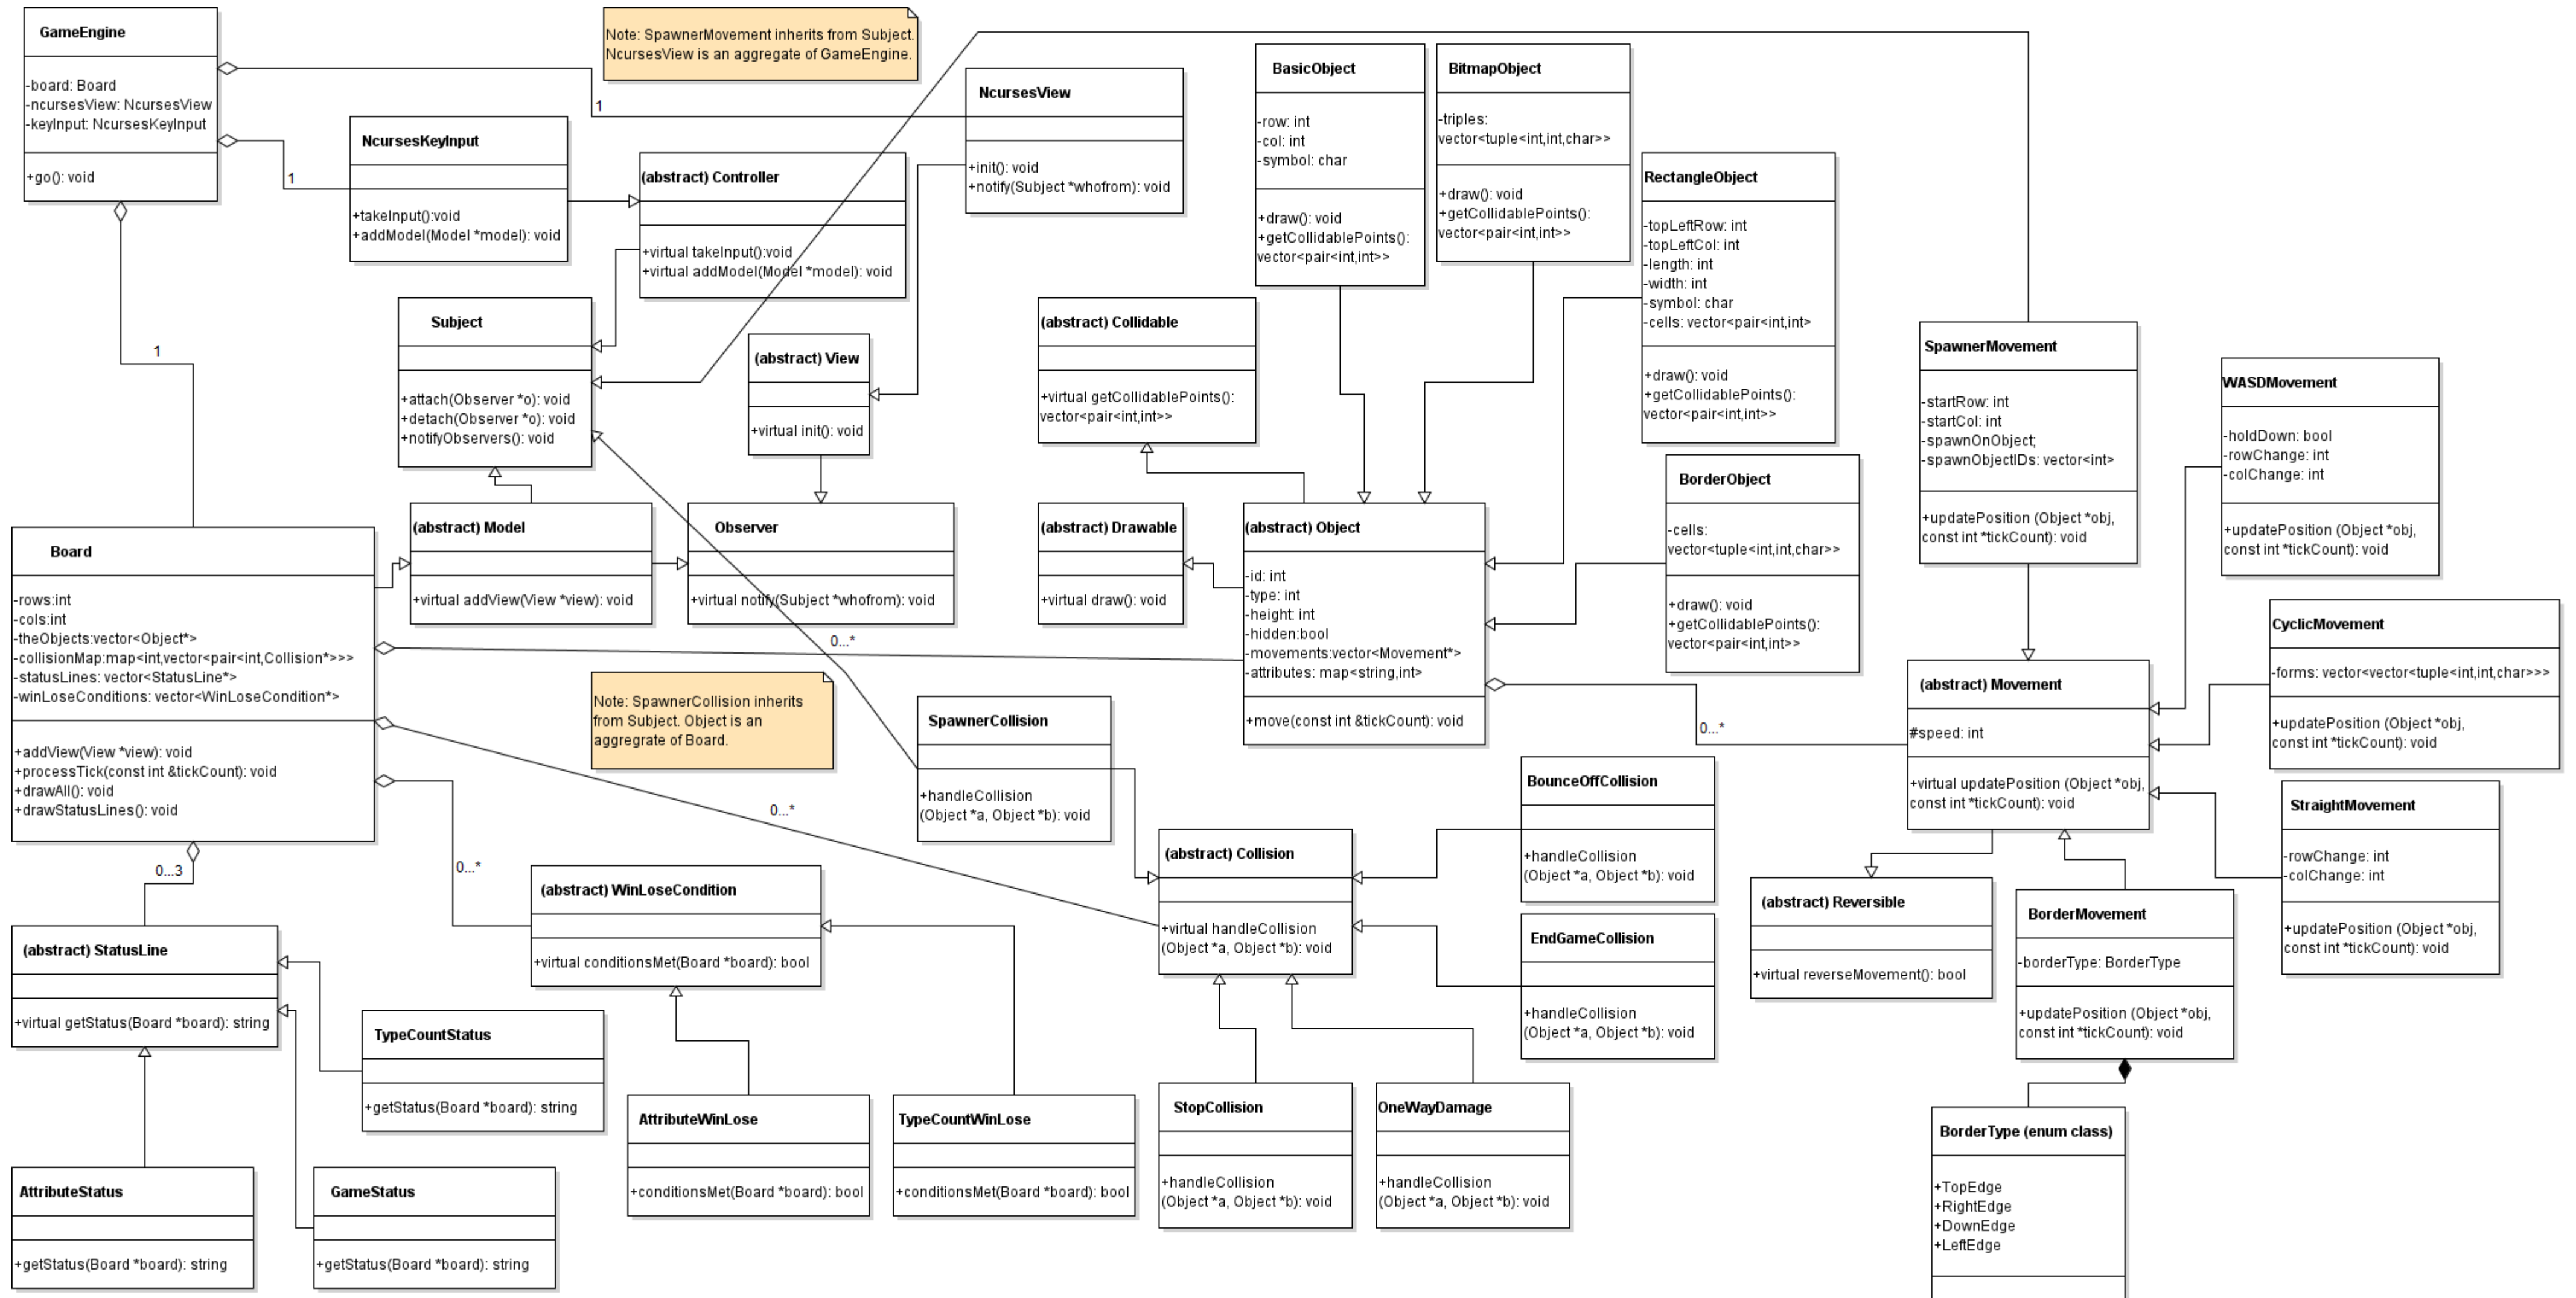 GameEngine
-board: Board
-ncursesView: NcursesView
-keyInput: NcursesKeyInput
+go(): void
1
1
1
Note: SpawnerMovement inherits from Subject.
NcursesView is an aggregate of GameEngine.
NcursesKeyInput
+takeInput():void
+addModel(Model *model): void
(abstract) Controller
+virtual takeInput():void
+virtual addModel(Model *model): void
NcursesView
+init(): void
+notify(Subject *whofrom): void
BasicObject
-row: int
-col: int
-symbol: char
+draw(): void
+getCollidablePoints():
vector<pair<int,int>>
BitmapObject
-triples:
vector<tuple<int,int,char>>
+draw(): void
+getCollidablePoints():
vector<pair<int,int>>
RectangleObject
-topLeftRow: int
-topLeftCol: int
-length: int
-width: int
-symbol: char
-cells: vector<pair<int,int>
+draw(): void
+getCollidablePoints():
vector<pair<int,int>>
Subject
+attach(Observer *o): void
+detach(Observer *o): void
+notifyObservers(): void
(abstract) View
+virtual init(): void
(abstract) Collidable
+virtual getCollidablePoints():
vector<pair<int,int>>
SpawnerMovement
-startRow: int
-startCol: int
-spawnOnObject;
-spawnObjectIDs: vector<int>
+updatePosition (Object *obj,
const int *tickCount): void
WASDMovement
-holdDown: bool
-rowChange: int
-colChange: int
+updatePosition (Object *obj,
const int *tickCount): void
Board
-rows:int
-cols:int
-theObjects:vector<Object*>
-collisionMap:map<int,vector<pair<int,Collision*>>>
-statusLines: vector<StatusLine*>
-winLoseConditions: vector<WinLoseCondition*>
+addView(View *view): void
+processTick(const int &tickCount): void
+drawAll(): void
+drawStatusLines(): void
(abstract) Model
+virtual addView(View *view): void
Observer
+virtual notify(Subject *whofrom): void
(abstract) Drawable
+virtual draw(): void
(abstract) Object
-id: int
-type: int
-height: int
-hidden:bool
-movements:vector<Movement*>
-attributes: map<string,int>
+move(const int &tickCount): void
BorderObject
-cells:
vector<tuple<int,int,char>>
+draw(): void
+getCollidablePoints():
vector<pair<int,int>>
0...*
0...*
0...*
0...*
0...3
Note: SpawnerCollision inherits
from Subject. Object is an
aggregrate of Board.
SpawnerCollision
+handleCollision
(Object *a, Object *b): void
(abstract) Movement
#speed: int
+virtual updatePosition (Object *obj,
const int *tickCount): void
CyclicMovement
-forms: vector<vector<tuple<int,int,char>>>
+updatePosition (Object *obj,
const int *tickCount): void
StraightMovement
-rowChange: int
-colChange: int
+updatePosition (Object *obj,
const int *tickCount): void
BounceOffCollision
+handleCollision
(Object *a, Object *b): void
(abstract) Collision
+virtual handleCollision
(Object *a, Object *b): void
EndGameCollision
+handleCollision
(Object *a, Object *b): void
(abstract) Reversible
+virtual reverseMovement(): bool
BorderMovement
-borderType: BorderType
+updatePosition (Object *obj,
const int *tickCount): void
(abstract) StatusLine
+virtual getStatus(Board *board): string
(abstract) WinLoseCondition
+virtual conditionsMet(Board *board): bool
TypeCountStatus
+getStatus(Board *board): string
AttributeWinLose
+conditionsMet(Board *board): bool
TypeCountWinLose
+conditionsMet(Board *board): bool
StopCollision
+handleCollision
(Object *a, Object *b): void
OneWayDamage
+handleCollision
(Object *a, Object *b): void
BorderType (enum class)
+TopEdge
+RightEdge
+DownEdge
+LeftEdge
AttributeStatus
+getStatus(Board *board): string
GameStatus
+getStatus(Board *board): string